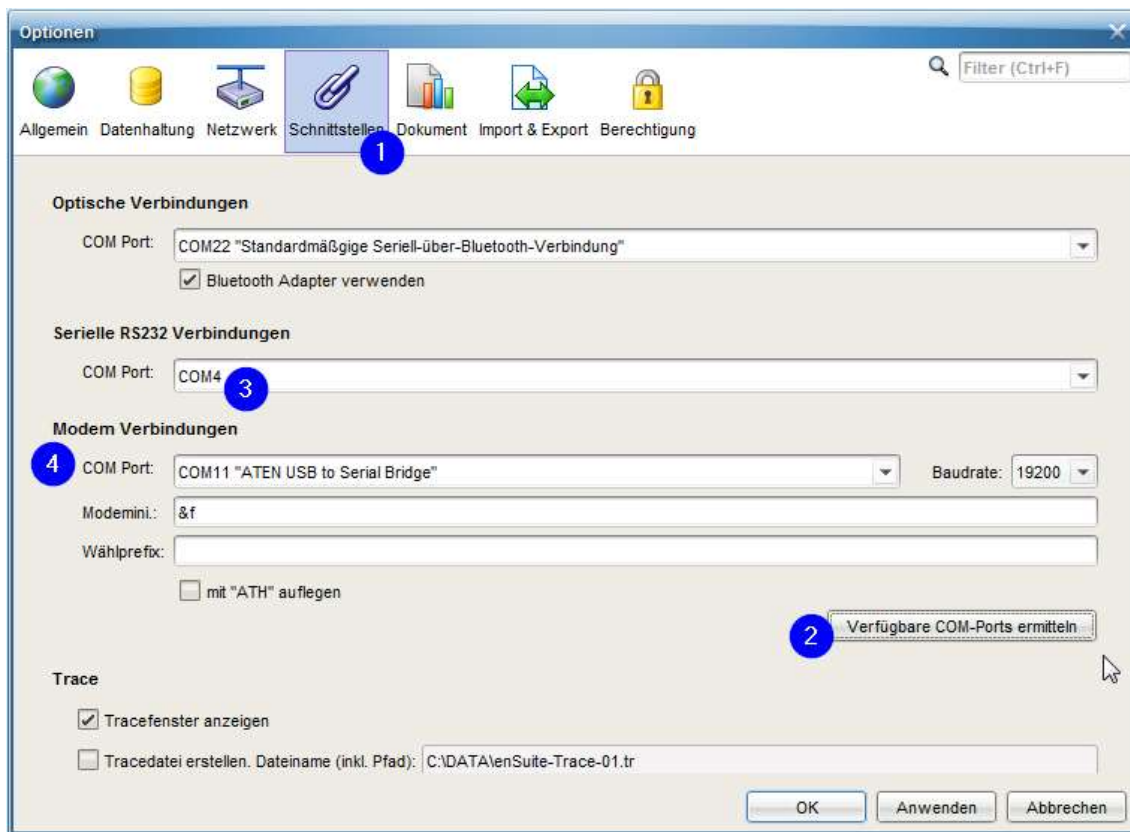 Optionen
Filter (Ctrl+F)
Allgemein Datenhaltung Netzwerk Schnittstellen Dokument Import & Export Berechtigung
1
Optische Verbindungen
COM Port: COM22 "Standardmäßgige Seriell-über-Bluetooth-Verbindung"
Bluetooth Adapter verwenden
Serielle RS232 Verbindungen
COM Port: COM4
3
Modem Verbindungen
4 COM Port: COM11 "ATEN USB to Serial Bridge" Baudrate: 19200
Modemini.: &f
Wählprefix:
mit "ATH" auflegen
2 Verfügbare COM-Ports ermitteln
Trace
Tracefenster anzeigen
Tracedatei erstellen. Dateiname (inkl. Pfad): C:\DATA\enSuite-Trace-01.tr
OK Anwenden Abbrechen